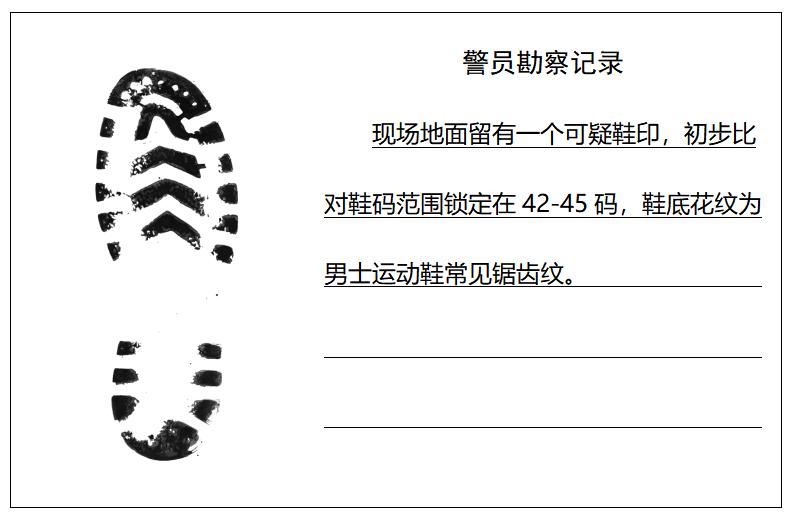 警员勘察记录
现场地面留有一个可疑鞋印，初步比
对鞋码范围锁定在 42-45 码，鞋底花纹为
男士运动鞋常见锯齿纹。